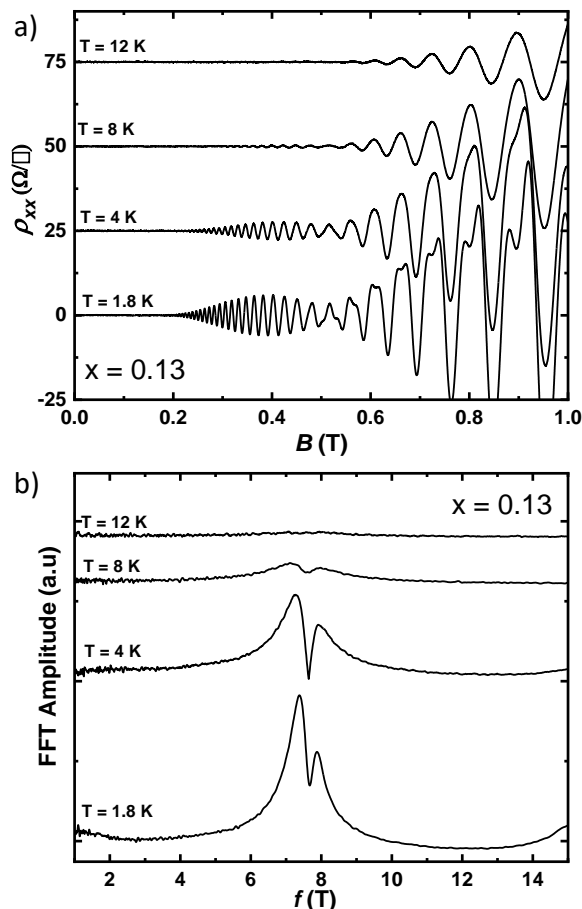 a)
T = 12 K
T = 8 K
T = 4 K
T = 1.8 K
x = 0.13
ρxx (Ω/□)
75
50
25
0
-25
0.0 0.2 0.4 0.6 0.8 1.0
B (T)
b)
x = 0.13
T = 12 K
T = 8 K
T = 4 K
T = 1.8 K
FFT Amplitude (a.u)
2 4 6 8 10 12 14
f (T)